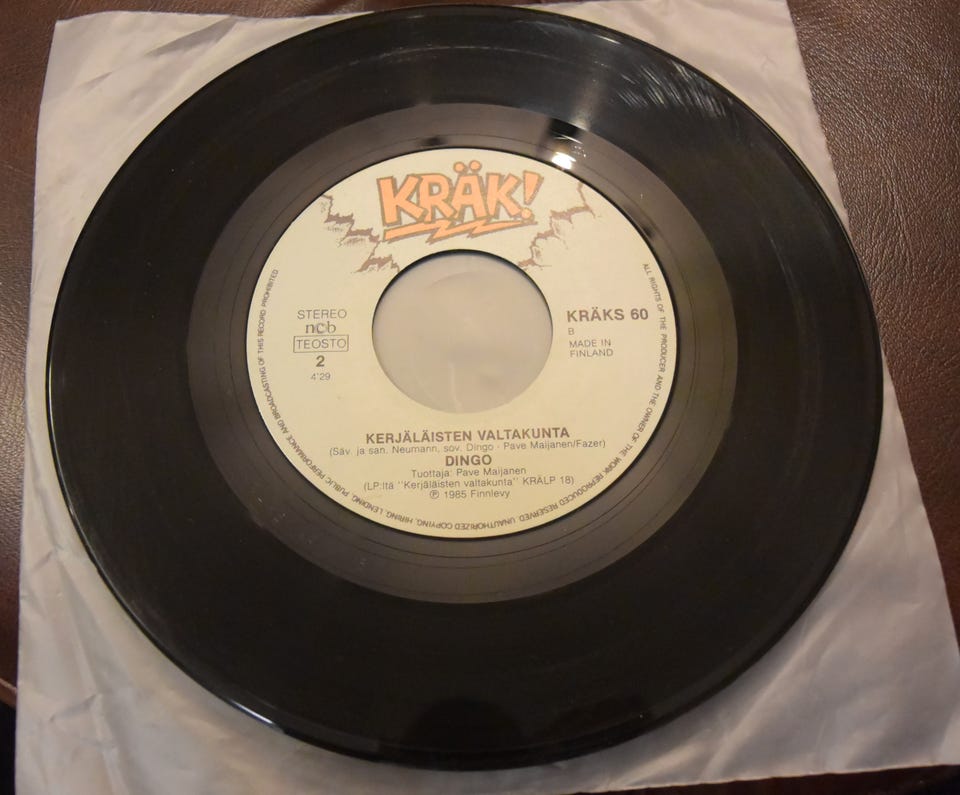 KRÄK!
STEREO
ncb
TEOSTO
2
4'29
KRÄKS 60
B
MADE IN
FINLAND
KERJÄLÄISTEN VALTAKUNTA
(Säv. ja san. Neumann, sov. Dingo - Pave Maijanen/Fazer)
DINGO
Tuottaja: Pave Maijanen
(LP:ltä "Kerjäläisten valtakunta" KRÄLP 18)
℗ 1985 Finnlevy
ALL RIGHTS OF THE PRODUCER AND THE OWNER OF THE WORK REPRODUCED RESERVED. UNAUTHORIZED COPYING, HIRING, LENDING, PUBLIC PERFORMANCE AND BROADCASTING OF THIS RECORD PROHIBITED